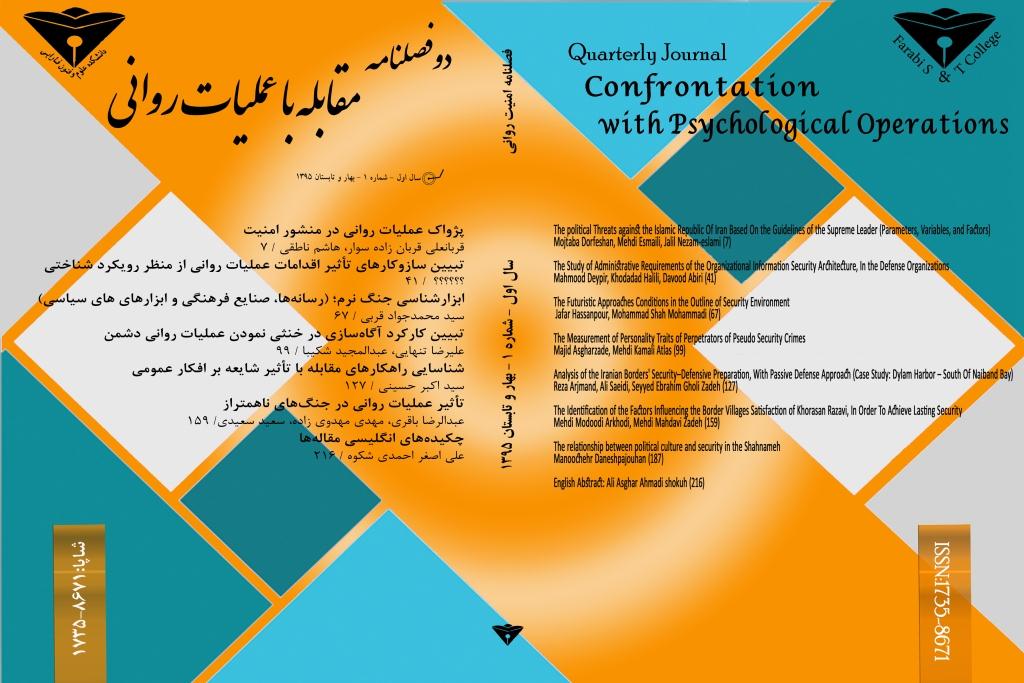 دو فصلنامه
مقابله با عملیات روانی
دانشکده علوم و فنون فارابی
سال اول - شماره ۱ - بهار و تابستان ۱۳۹۵
پژواک عملیات روانی در منشور امنیت
قربانعلی قربان زاده سوار، هاشم ناطقی / ۷
تبیین سازوکارهای تأثیر اقدامات عملیات روانی از منظر رویکرد شناختی
؟؟؟؟؟؟ / ۴۱
ابزارشناسی جنگ نرم؛ (رسانه‌ها، صنایع فرهنگی و ابزارهای های سیاسی)
سید محمدجواد قربی / ۶۷
تبیین کارکرد آگاه‌سازی در خنثی نمودن عملیات روانی دشمن
علیرضا تنهایی، عبدالمجید شکیبا / ۹۹
شناسایی راهکارهای مقابله با تأثیر شایعه بر افکار عمومی
سید اکبر حسینی / ۱۲۷
تأثیر عملیات روانی در جنگ‌های ناهمتراز
عبدالرضا باقری، مهدی مهدوی زاده، سعید سعیدی/ ۱۵۹
چکیده‌های انگلیسی مقاله‌ها
علی اصغر احمدی شکوه / ۲۱۶
شاپا:۸۶۷۱-۱۷۳۵
فصلنامه امنیت روانی
سال اول - شماره ۱ - بهار و تابستان ۱۳۹۵
Quarterly Journal
Confrontation
with Psychological Operations
Farabi S & T College
The political Threats against the Islamic Republic Of Iran Based On the Guidelines of the Supreme Leader (Parameters, Variables, and Factors)
Mojtaba Dorfeshan, Mehdi Esmaili, Jalil Nezam-eslami (7)
The Study of Administrative Requirements of the Organizational Information Security Architecture, In the Defense Organizations
Mahmood Deypir, Khodadad Halili, Davood Abiri (41)
The Futuristic Approaches Conditions in the Outline of Security Environment
Jafar Hassanpour, Mohammad Shah Mohammadi (67)
The Measurement of Personality Traits of Perpetrators of Pseudo Security Crimes
Majid Asgharzade, Mehdi Kamali Atlas (99)
Analysis of the Iranian Borders' Security–Defensive Preparation, With Passive Defense Approach (Case Study: Dylam Harbor – South Of Naiband Bay)
Reza Arjmand, Ali Saeidi, Seyyed Ebrahim Gholi Zadeh (127)
The Identification of the Factors Influencing the Border Villages Satisfaction of Khorasan Razavi, In Order To Achieve Lasting Security
Mehdi Modoodi Arkhodi, Mehdi Mahdavi Zadeh (159)
The relationship between political culture and security in the Shahnameh
Manoochehr Daneshpajouhan (187)
English Abstract: Ali Asghar Ahmadi shokuh (216)
ISSN:1735-8671